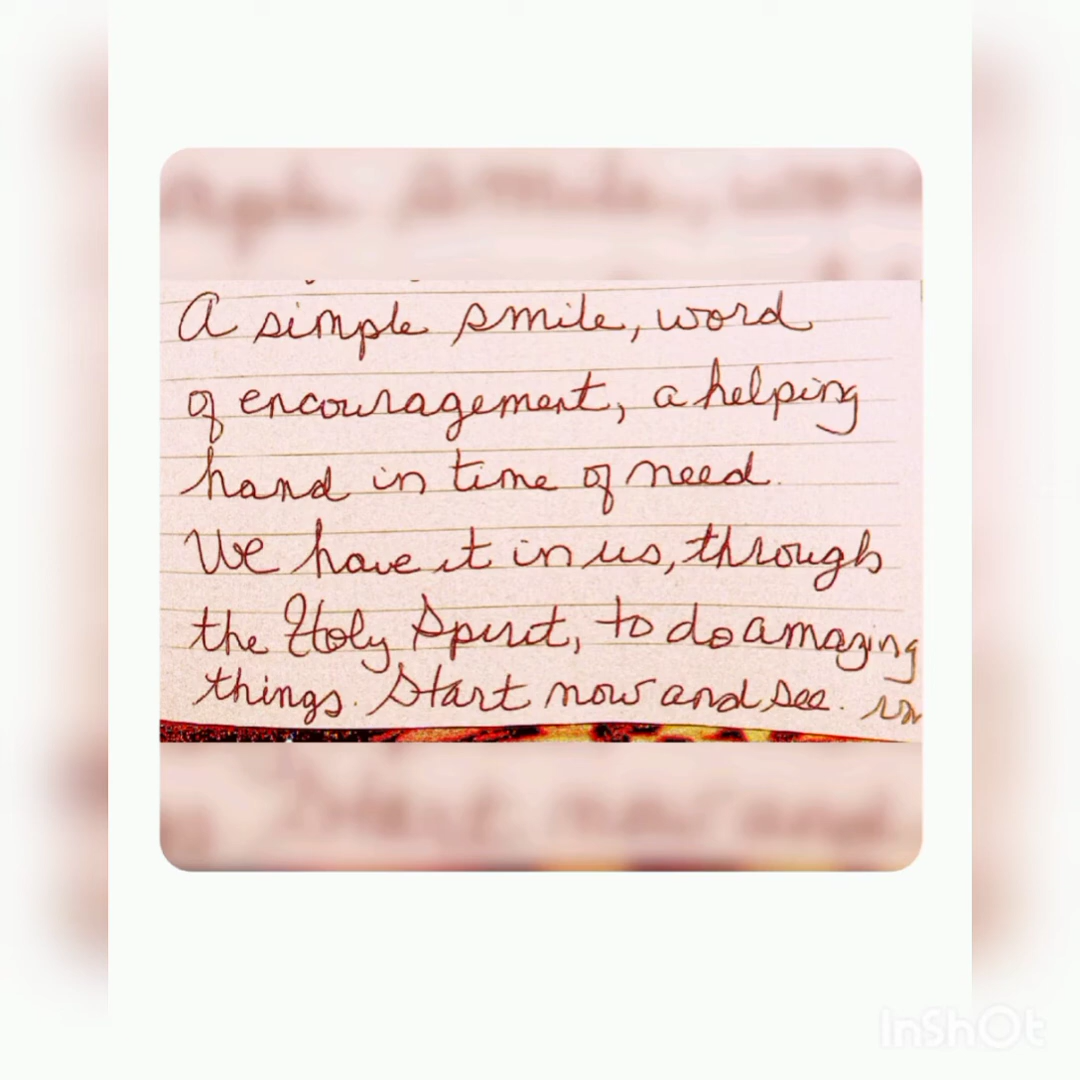 A simple smile, word
of encouragement, a helping
hand in time of need.
We have it in us, through
the Holy Spirit, to do amazing
things. Start now and see.
InShOt